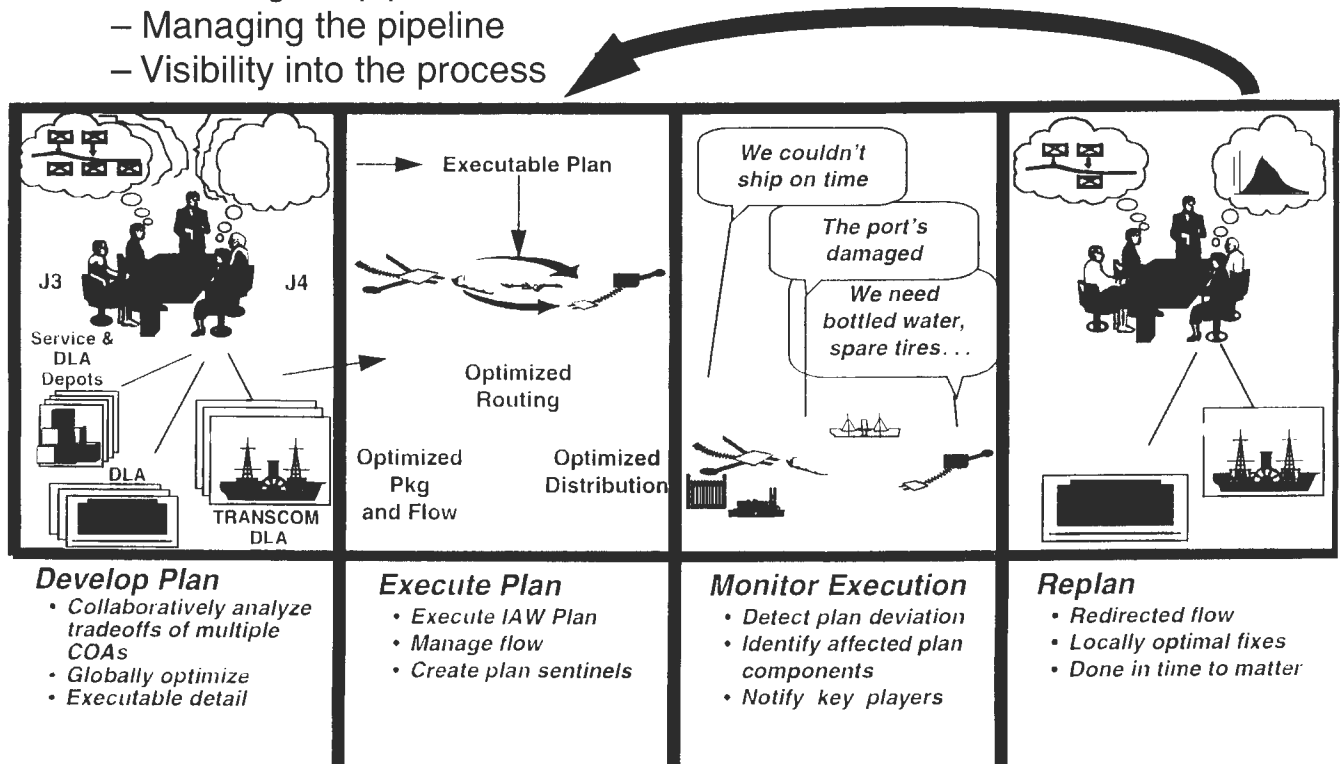 – Managing the pipeline
– Visibility into the process
J3
J4
Service &
DLA
Depots
DLA
TRANSCOM
DLA
Executable Plan
Optimized
Routing
Optimized
Pkg
and Flow
Optimized
Distribution
We couldn't
ship on time
The port's
damaged
We need
bottled water,
spare tires...
Develop Plan
• Collaboratively analyze
tradeoffs of multiple
COAs
• Globally optimize
• Executable detail
Execute Plan
• Execute IAW Plan
• Manage flow
• Create plan sentinels
Monitor Execution
• Detect plan deviation
• Identify affected plan
components
• Notify key players
Replan
• Redirected flow
• Locally optimal fixes
• Done in time to matter